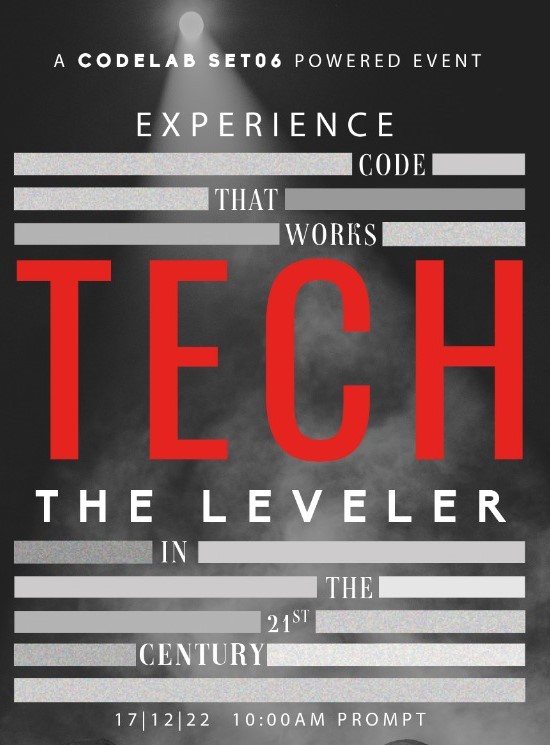 A CODELAB SET06 POWERED EVENT
EXPERIENCE
CODE
THAT
WORKS
TECH
THE LEVELER
IN
THE
21ST
CENTURY
17|12|22 10:00AM PROMPT